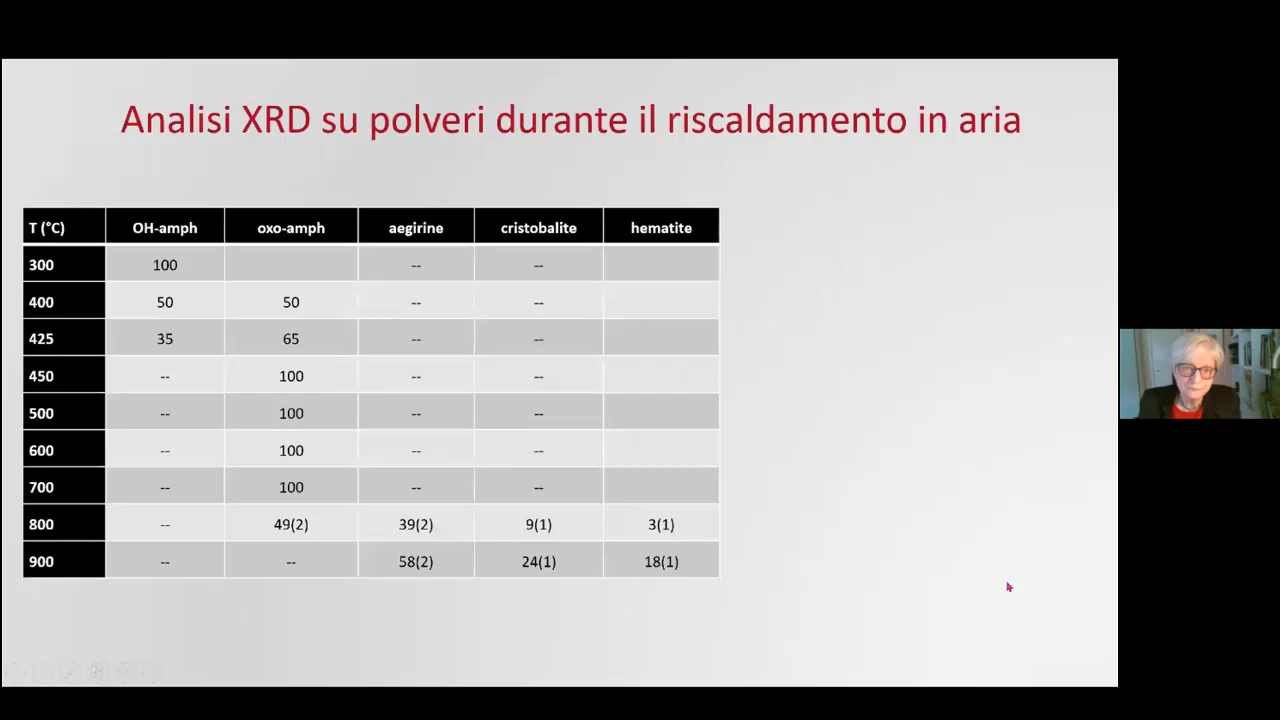 Analisi XRD su polveri durante il riscaldamento in aria
T (°C) OH-amph oxo-amph aegirine cristobalite hematite
300 100 -- --
400 50 50 -- --
425 35 65 -- --
450 -- 100 -- --
500 -- 100 -- --
600 -- 100 -- --
700 -- 100 -- --
800 -- 49(2) 39(2) 9(1) 3(1)
900 -- -- 58(2) 24(1) 18(1)